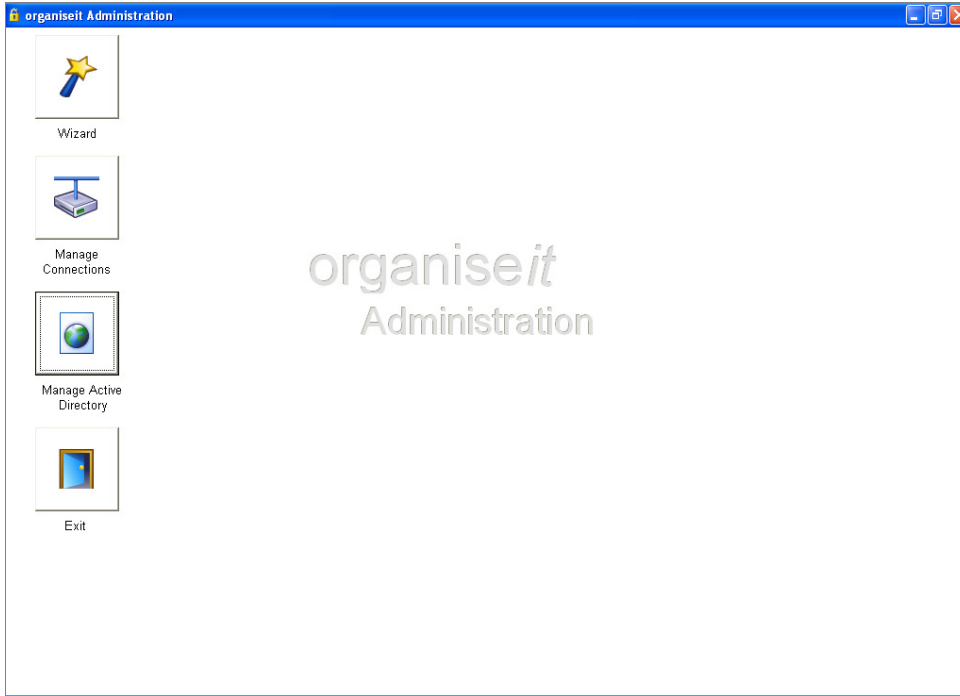 organiseit Administration
Wizard
Manage
Connections
organiseit
Administration
Manage Active
Directory
Exit